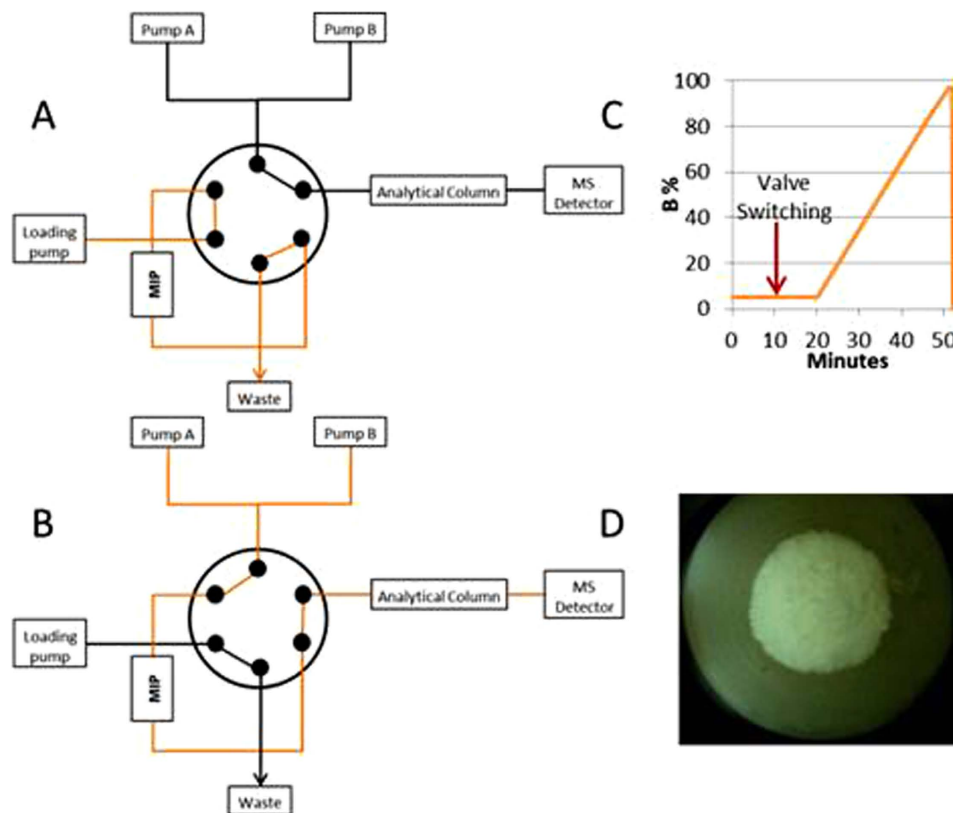 Pump A
Pump B
A
Loading
pump
MIP
Analytical Column
MS
Detector
Waste
C
100
80
60
40
20
0
B %
Valve
Switching
0
10
20
30
40
50
Minutes
Pump A
Pump B
B
Loading
pump
MIP
Analytical Column
MS
Detector
Waste
D